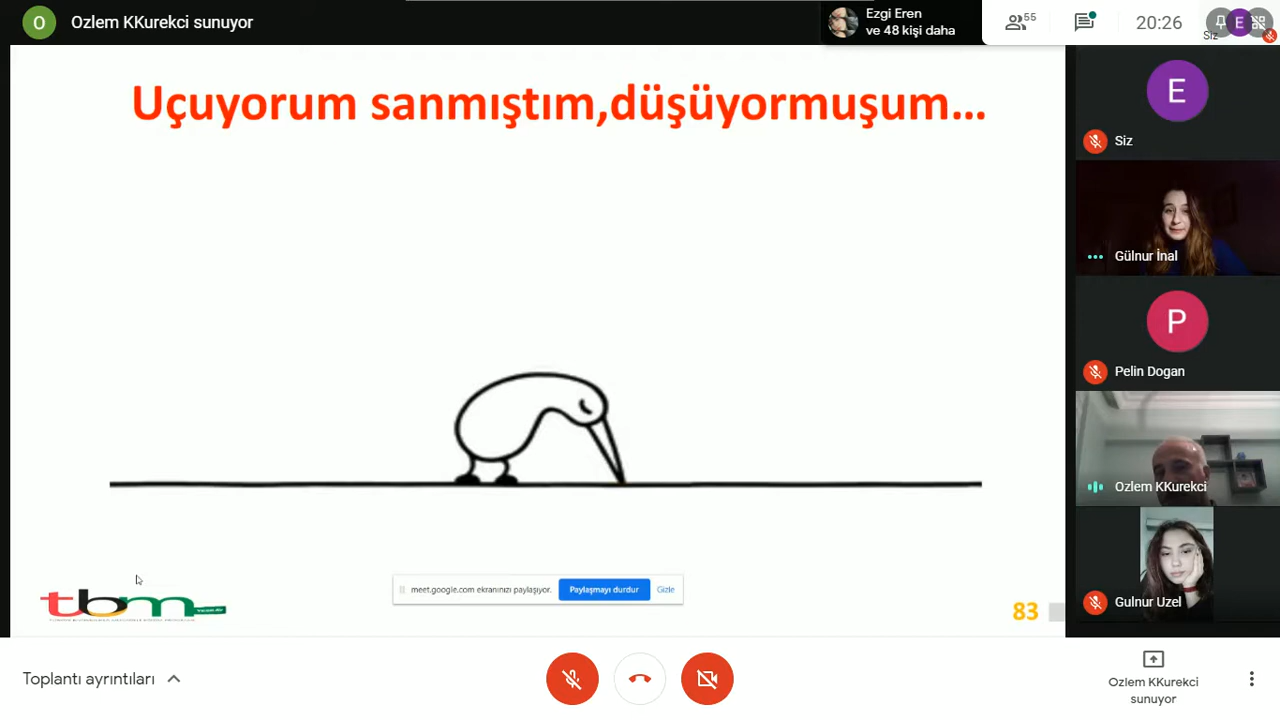 O
Ozlem KKurekci sunuyor
Ezgi Eren
ve 48 kişi daha
55
20:26
E
Siz
Uçuyorum sanmıştım,düşüyormuşum...
E
Siz
Gülnur İnal
P
Pelin Dogan
Ozlem KKurekci
Gulnur Uzel
tbm
meet.google.com ekranınızı paylaşıyor.
Paylaşmayı durdur
Gizle
83
Toplantı ayrıntıları
Ozlem KKurekci
sunuyor